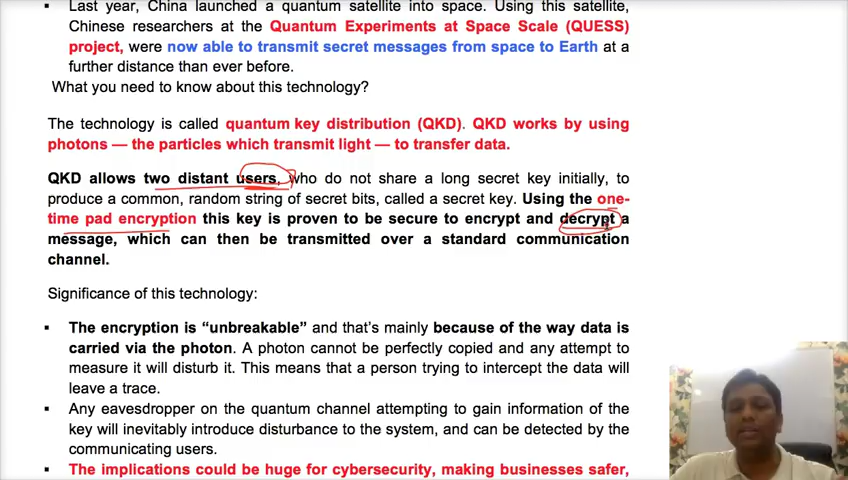 Last year, China launched a quantum satellite into space. Using this satellite,
Chinese researchers at the Quantum Experiments at Space Scale (QUESS)
project, were now able to transmit secret messages from space to Earth at a
further distance than ever before.
What you need to know about this technology?
The technology is called quantum key distribution (QKD). QKD works by using
photons — the particles which transmit light — to transfer data.
QKD allows two distant users, who do not share a long secret key initially, to
produce a common, random string of secret bits, called a secret key. Using the one-
time pad encryption this key is proven to be secure to encrypt and decrypt a
message, which can then be transmitted over a standard communication
channel.
Significance of this technology:
The encryption is “unbreakable” and that’s mainly because of the way data is
carried via the photon. A photon cannot be perfectly copied and any attempt to
measure it will disturb it. This means that a person trying to intercept the data will
leave a trace.
Any eavesdropper on the quantum channel attempting to gain information of the
key will inevitably introduce disturbance to the system, and can be detected by the
communicating users.
The implications could be huge for cybersecurity, making businesses safer,